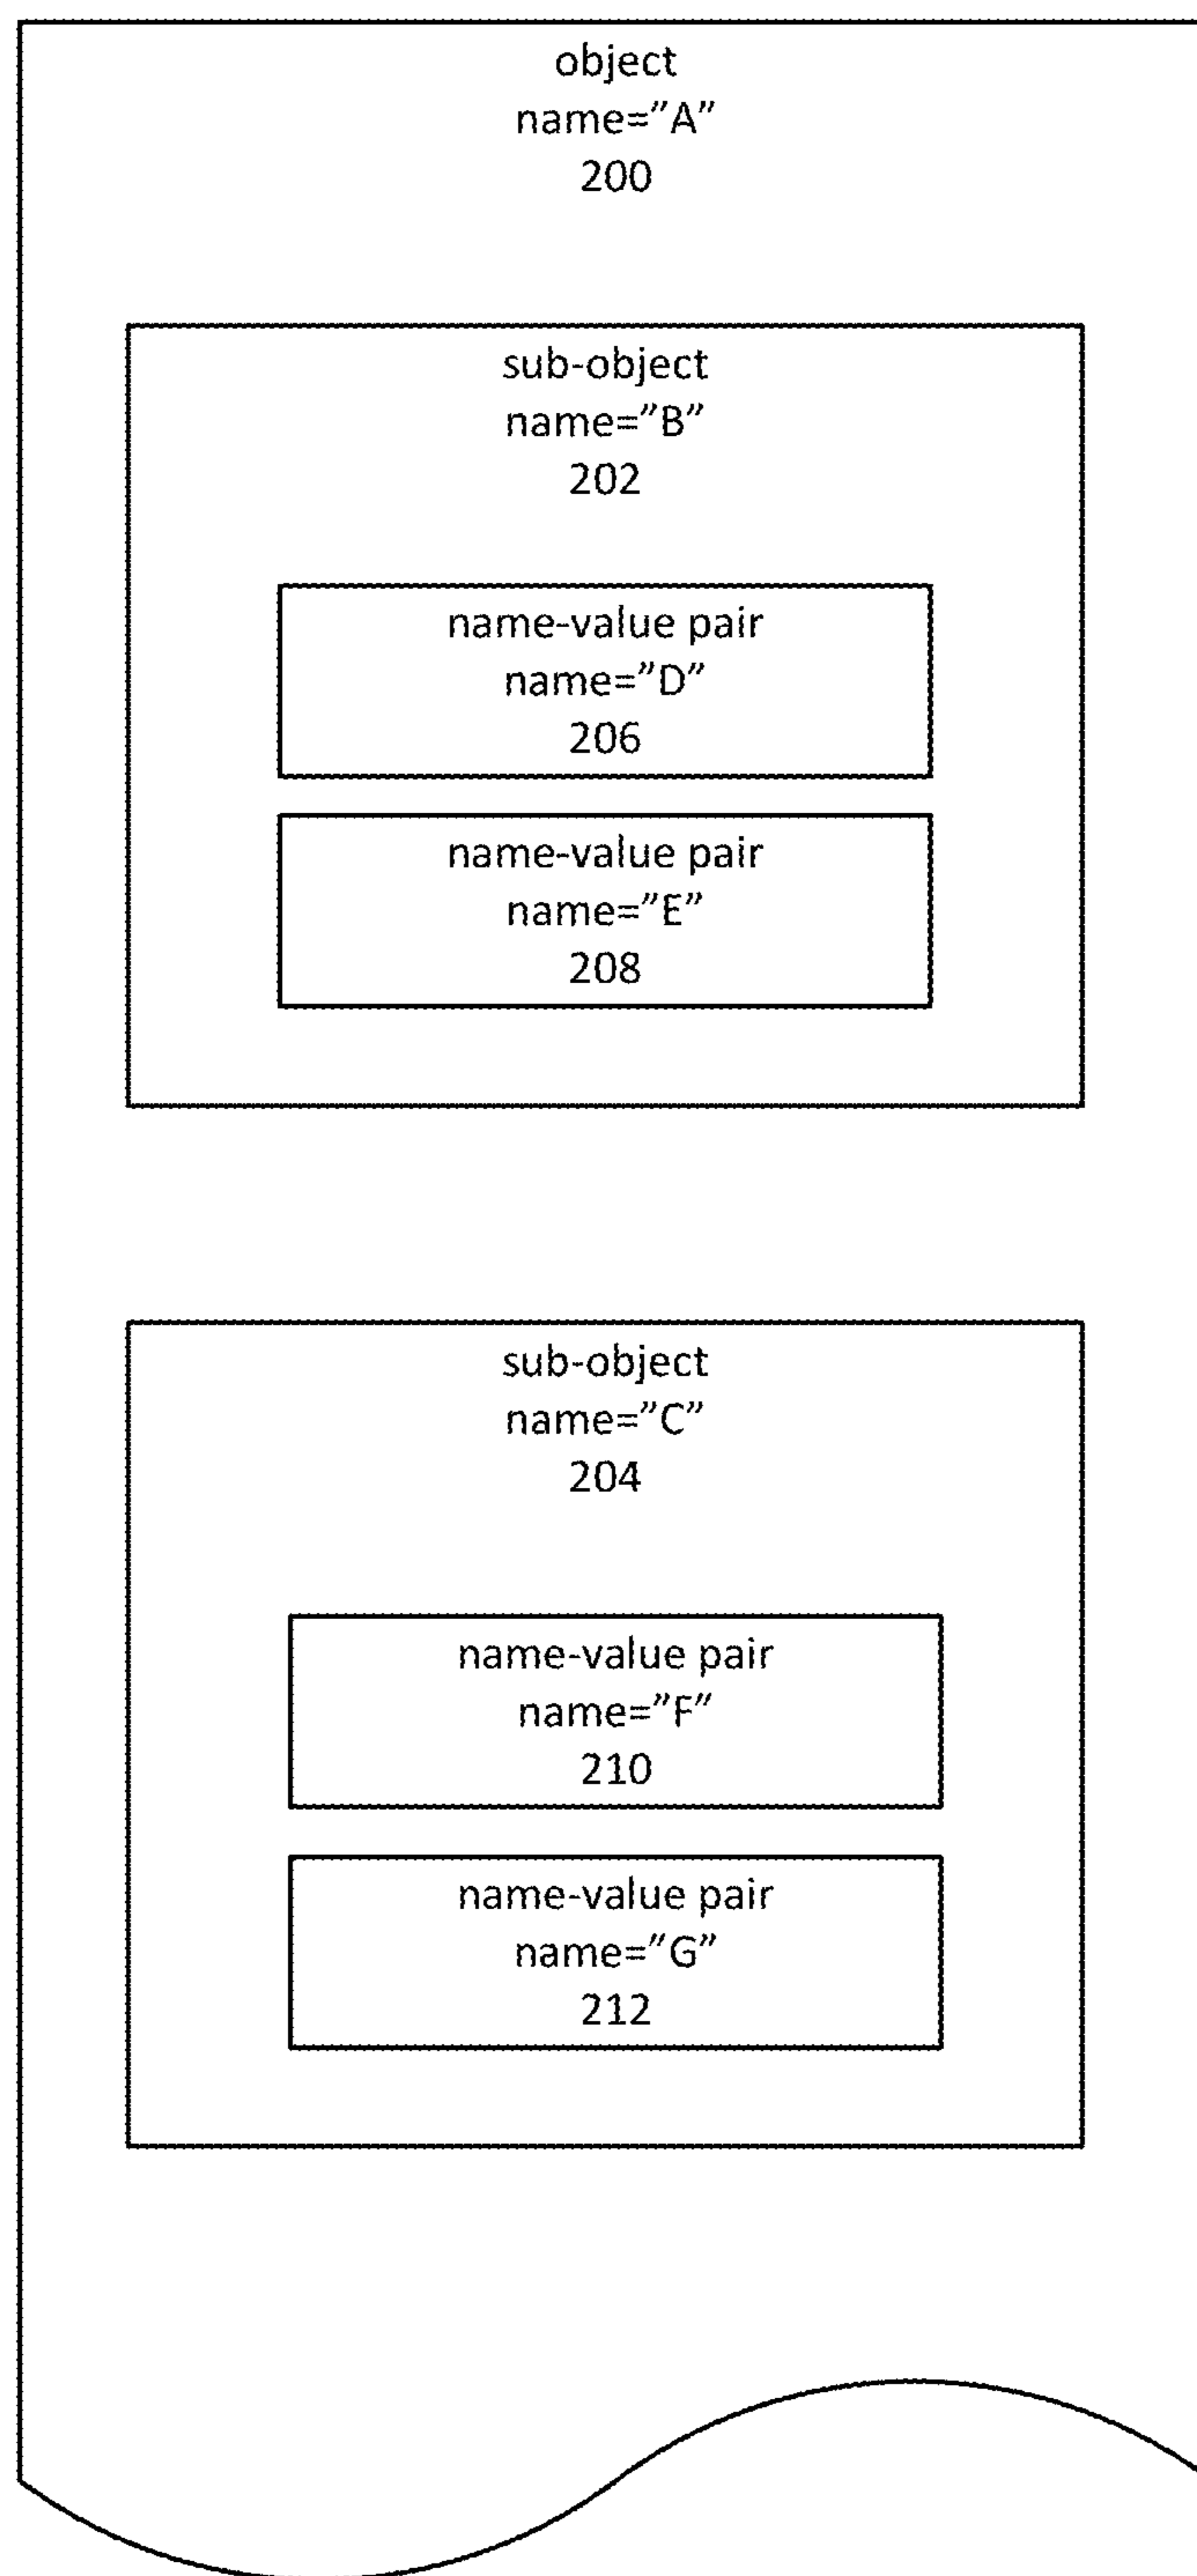 object
name=”A”
200
sub-object
name=”B”
202
name-value pair
name=”D”
206
name-value pair
name=”E”
208
sub-object
name=”C”
204
name-value pair
name=”F”
210
name-value pair
name=”G”
212